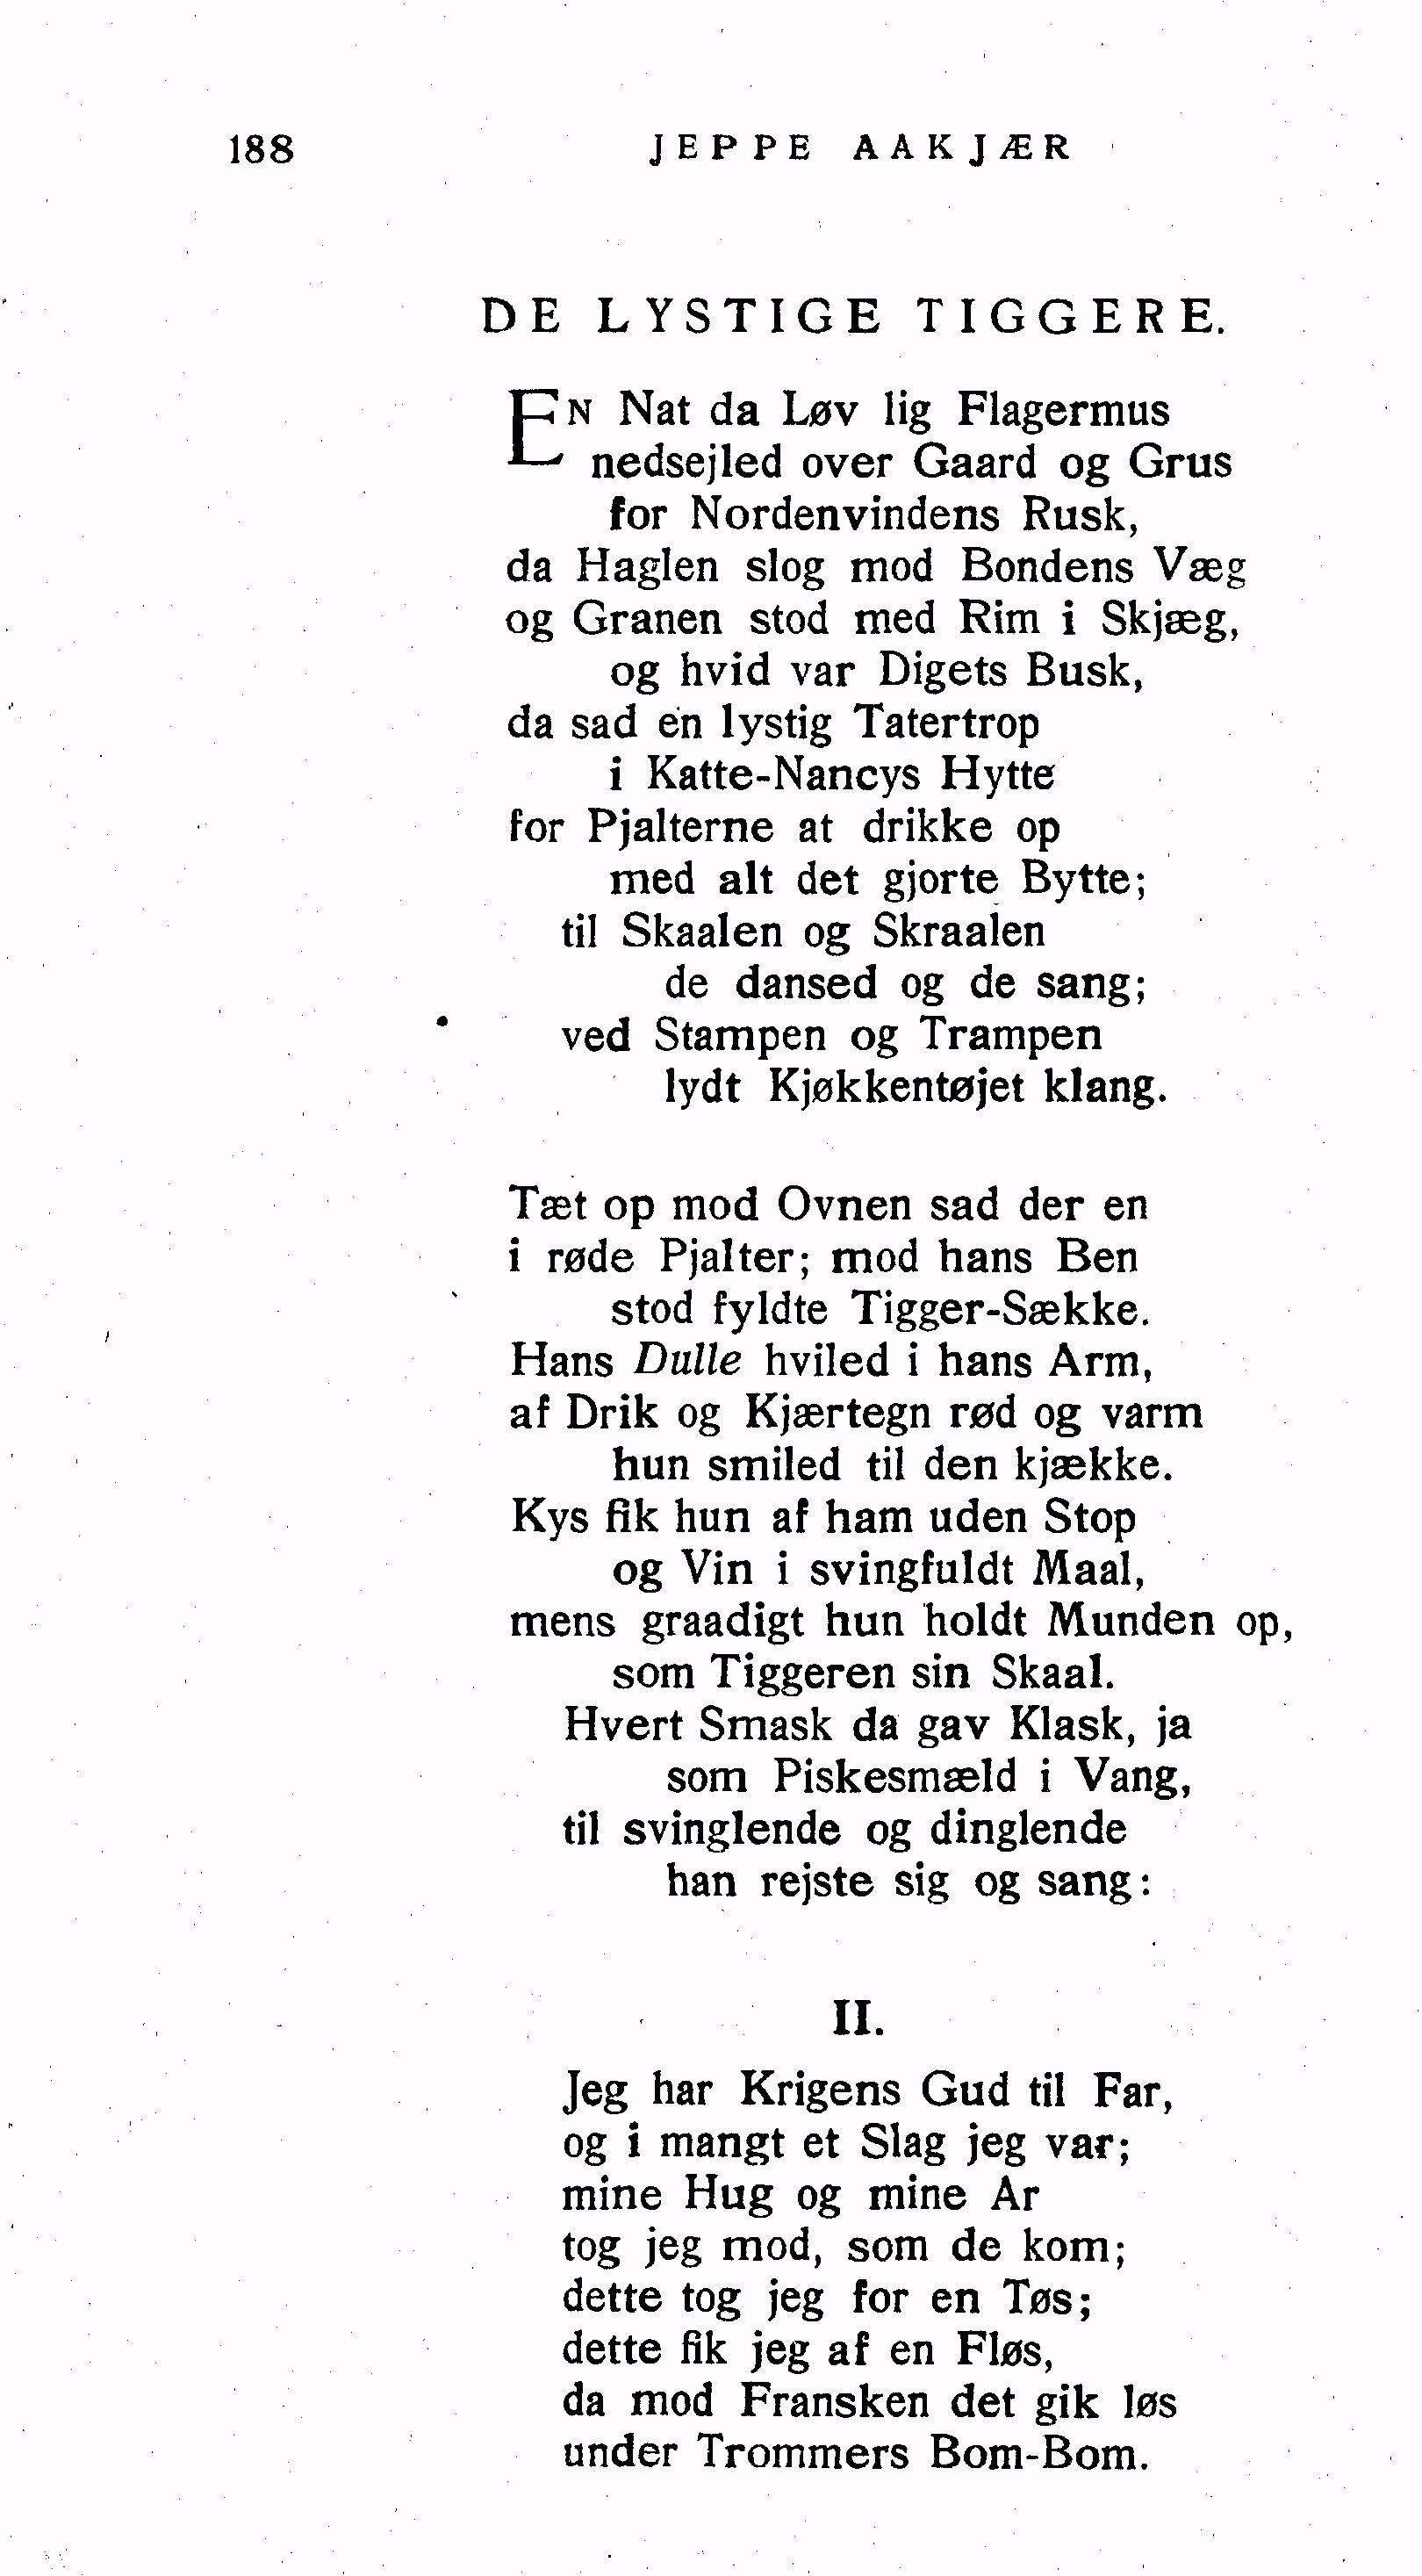 188 JEPPE AAKJÆR
DE LYSTIGE TIGGERE.
EN Nat da Løv lig Flagermus
nedsejled over Gaard og Grus
for Nordenvindens Rusk,
da Haglen slog mod Bondens Væg
og Granen stod med Rim i Skjæg,
og hvid var Digets Busk,
da sad en lystig Tatertrop
i Katte-Nancys Hytte
for Pjalterne at drikke op
med alt det gjorte Bytte;
til Skaalen og Skraalen
de dansed og de sang;
ved Stampen og Trampen
lydt Kjøkkentøjet klang.
Tæt op mod Ovnen sad der en
i røde Pjalter; mod hans Ben
stod fyldte Tigger-Sække.
Hans Dulle hviled i hans Arm,
af Drik og Kjærtegn rød og varm
hun smiled til den kjække.
Kys fik hun af ham uden Stop
og Vin i svingfuldt Maal,
mens graadigt hun holdt Munden op,
som Tiggeren sin Skaal.
Hvert Smask da gav Klask, ja
som Piskesmæld i Vang,
til svinglende og dinglende
han rejste sig og sang:
II.
Jeg har Krigens Gud til Far,
og i mangt et Slag jeg var;
mine Hug og mine Ar
tog jeg mod, som de kom;
dette tog jeg for en Tøs;
dette fik jeg af en Fløs,
da mod Fransken det gik løs
under Trommers Bom-Bom.